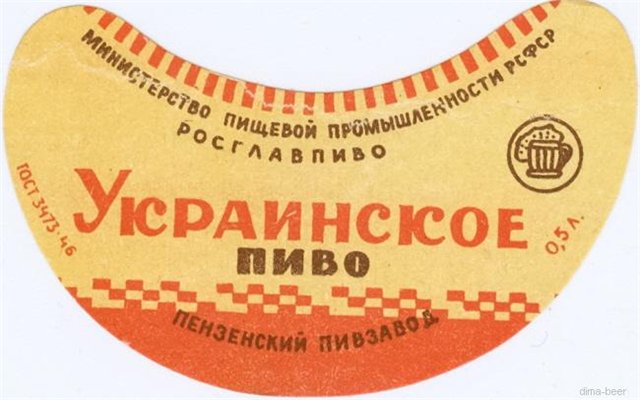 МИНИСТЕРСТВО ПИЩЕВОЙ ПРОМЫШЛЕННОСТИ РСФСР
РОСГЛАВПИВО
ГОСТ 3473-46
УКРАИНСКОЕ
0,5 л.
ПИВО
ПЕНЗЕНСКИЙ ПИВЗАВОД
dima-beer